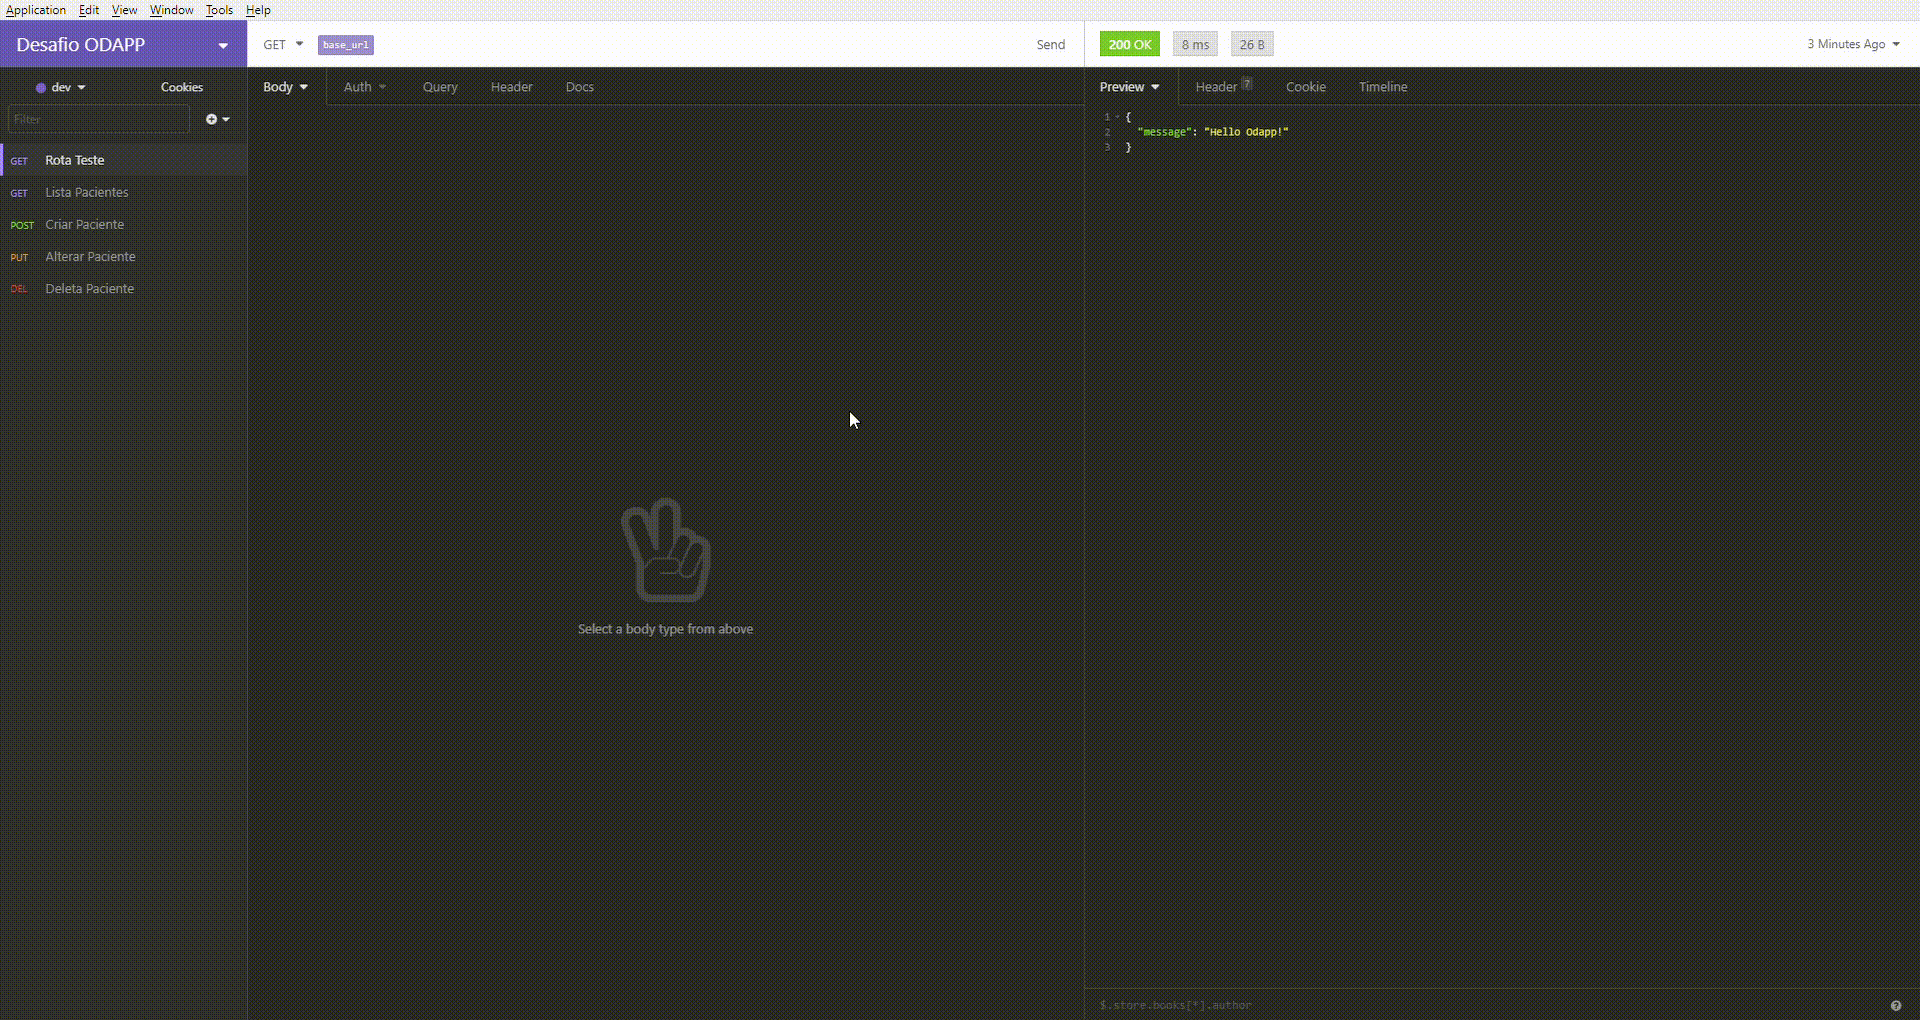 Application Edit View Window Tools Help
Desafio ODAPP
GET base_url Send
200 OK 8 ms 26 B 3 Minutes Ago
dev Cookies
Body Auth Query Header Docs
Preview Header 7 Cookie Timeline
Filter
GET Rota Teste
GET Lista Pacientes
POST Criar Paciente
PUT Alterar Paciente
DEL Deleta Paciente
1 {
2 "message": "Hello Odapp!"
3 }
Select a body type from above
$.store.books[*].author